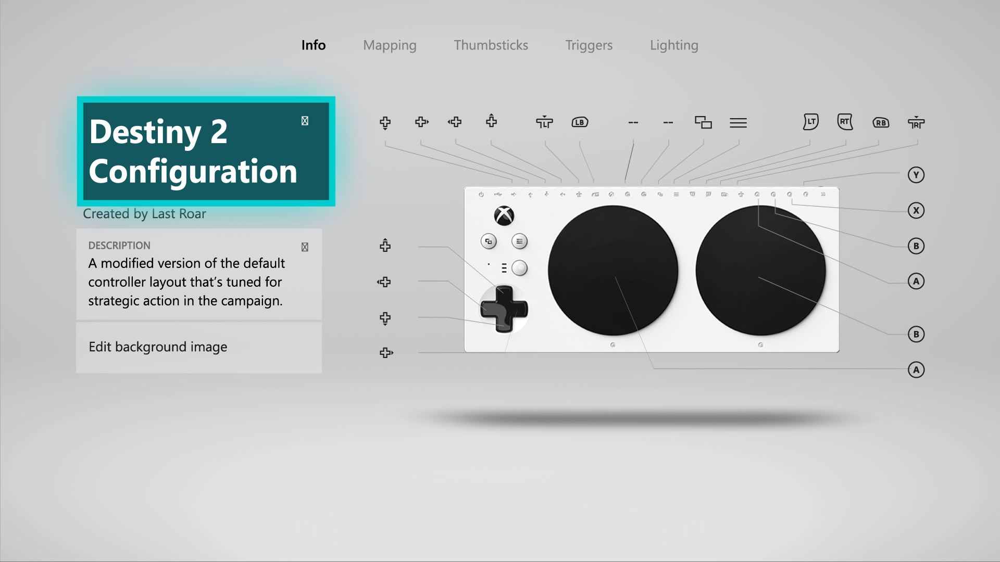 Info Mapping Thumbsticks Triggers Lighting
Destiny 2
Configuration
Created by Last Roar
DESCRIPTION
A modified version of the default
controller layout that’s tuned for
strategic action in the campaign.
Edit background image
LT LB -- -- LT RT RB R
Y
X
B
A
B
A